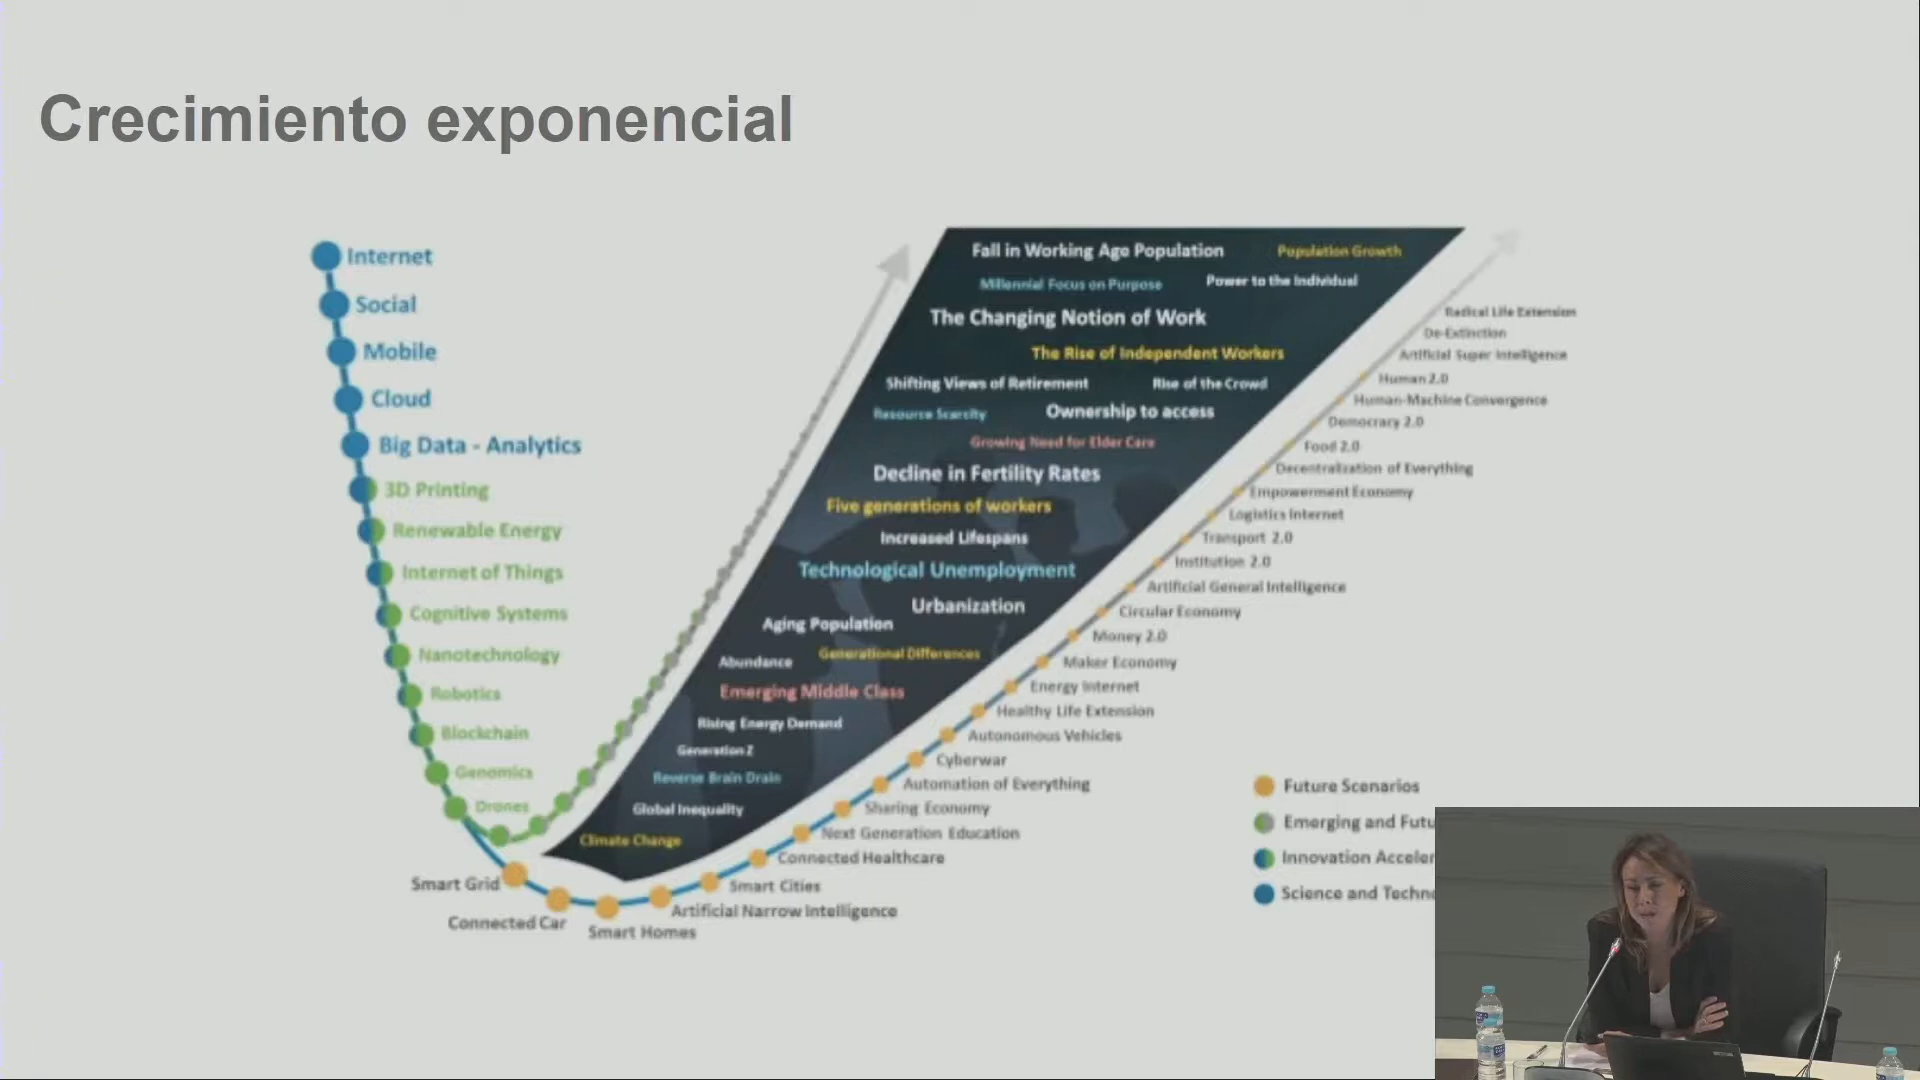 Crecimiento exponencial
Internet
Social
Mobile
Cloud
Big Data - Analytics
3D Printing
Renewable Energy
Internet of Things
Cognitive Systems
Nanotechnology
Robotics
Blockchain
Genomics
Drones
Smart Grid
Connected Car
Smart Homes
Artificial Narrow Intelligence
Smart Cities
Connected Healthcare
Next Generation Education
Sharing Economy
Automation of Everything
Cyberwar
Autonomous Vehicles
Healthy Life Extension
Energy Internet
Maker Economy
Money 2.0
Circular Economy
Artificial General Intelligence
Institution 2.0
Transport 2.0
Logistics Internet
Empowerment Economy
Decentralization of Everything
Food 2.0
Democracy 2.0
Human-Machine Convergence
Human 2.0
Artificial Super Intelligence
De-Extinction
Radical Life Extension
Fall in Working Age Population
Population Growth
Millennial Focus on Purpose
Power to the Individual
The Changing Notion of Work
The Rise of Independent Workers
Shifting Views of Retirement
Rise of the Crowd
Resource Scarcity
Ownership to access
Growing Need for Elder Care
Decline in Fertility Rates
Five generations of workers
Increased Lifespans
Technological Unemployment
Urbanization
Aging Population
Generational Differences
Abundance
Emerging Middle Class
Rising Energy Demand
Generation Z
Reverse Brain Drain
Global Inequality
Climate Change
Future Scenarios
Emerging and Futu
Innovation Acceler
Science and Techno